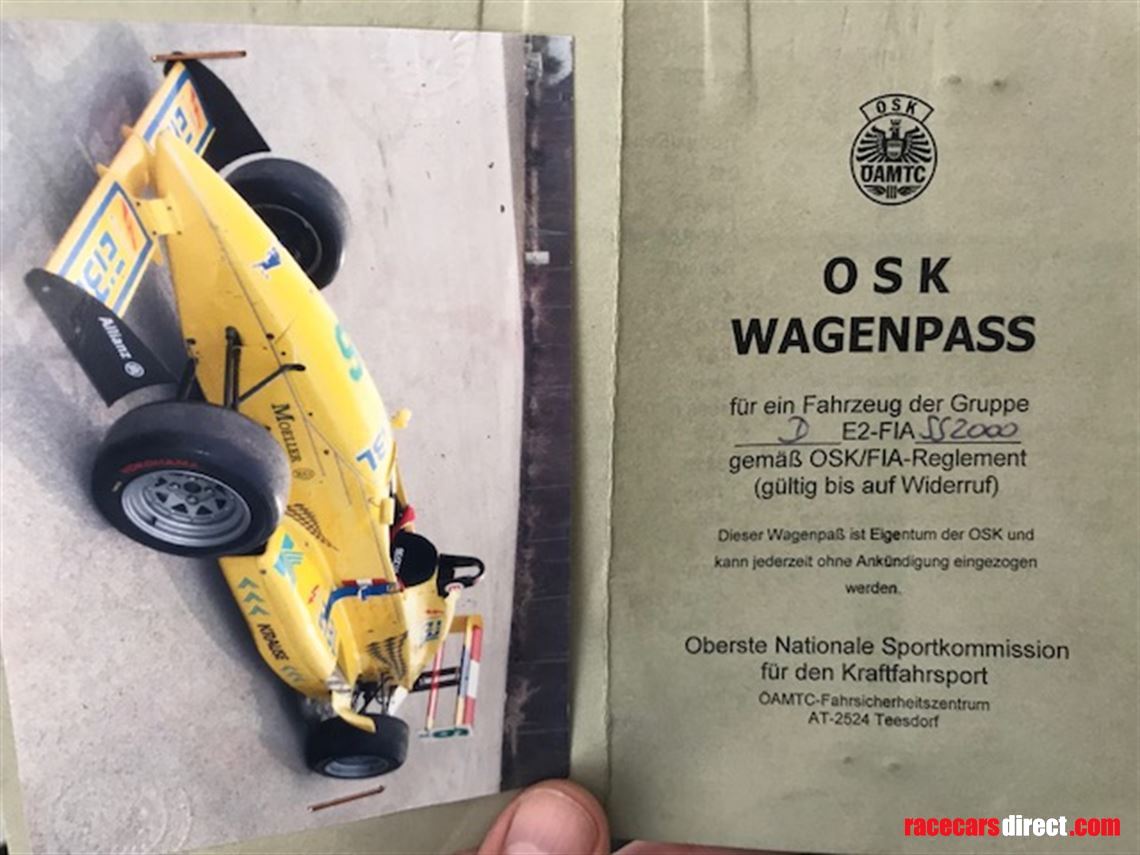 Allianz
YOKOHAMA
MOELLER
KRAUSE
OSK
ÖAMTC
OSK
WAGENPASS
für ein Fahrzeug der Gruppe
D E2-FIA SS2000
gemäß OSK/FIA-Reglement
(gültig bis auf Widerruf)
Dieser Wagenpaß ist Eigentum der OSK und
kann jederzeit ohne Ankündigung eingezogen
werden.
Oberste Nationale Sportkommission
für den Kraftfahrsport
ÖAMTC-Fahrsicherheitszentrum
AT-2524 Teesdorf
racecarsdirect.com